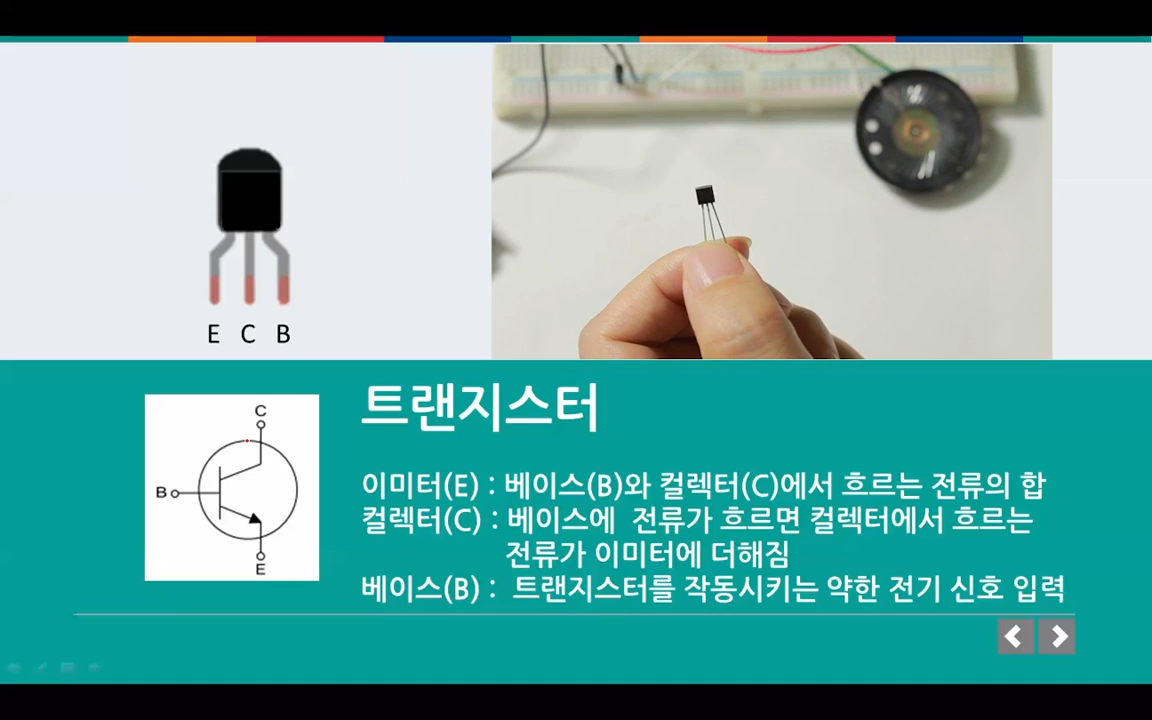 E C B
트랜지스터
C
B
E
이미터(E) : 베이스(B)와 컬렉터(C)에서 흐르는 전류의 합
컬렉터(C) : 베이스에 전류가 흐르면 컬렉터에서 흐르는
전류가 이미터에 더해짐
베이스(B) : 트랜지스터를 작동시키는 약한 전기 신호 입력